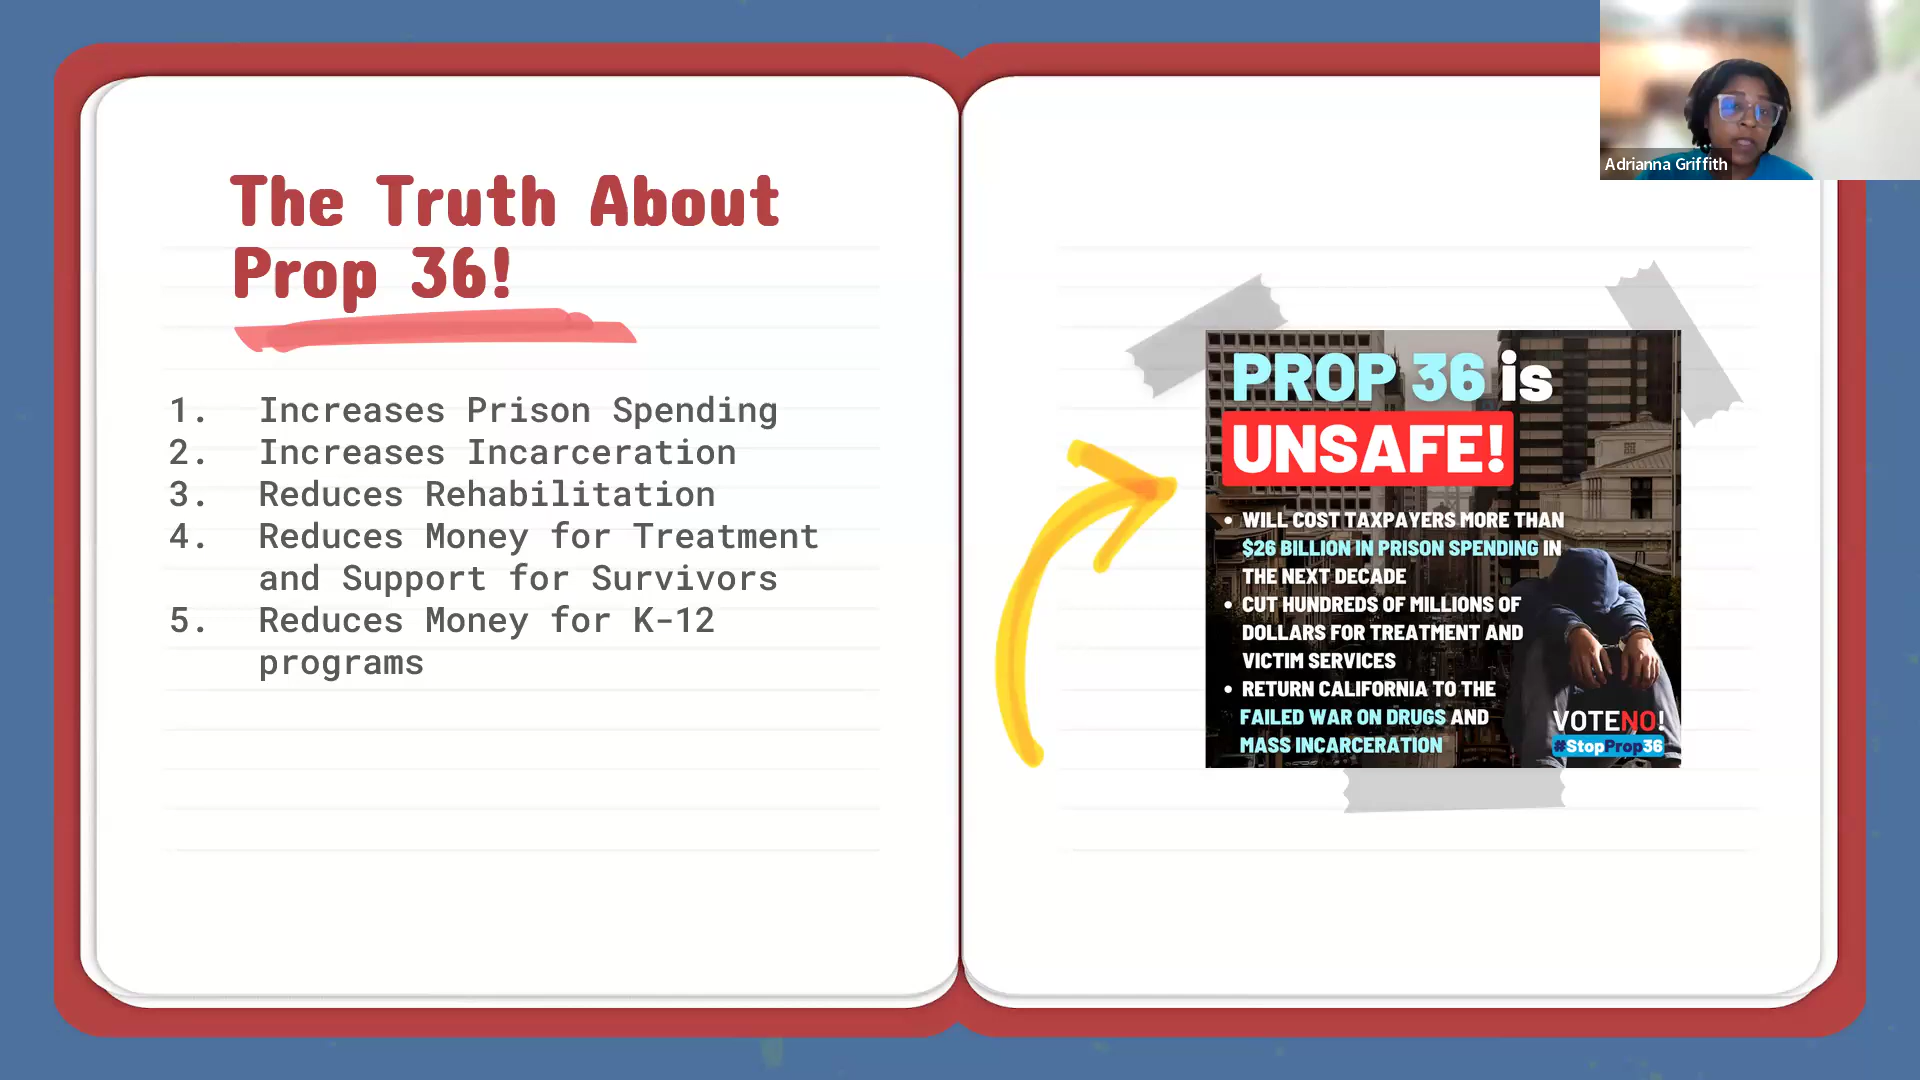 Adrianna Griffith
The Truth About
Prop 36!
1. Increases Prison Spending
2. Increases Incarceration
3. Reduces Rehabilitation
4. Reduces Money for Treatment
and Support for Survivors
5. Reduces Money for K-12
programs
PROP 36 is
UNSAFE!
• WILL COST TAXPAYERS MORE THAN
$26 BILLION IN PRISON SPENDING IN
THE NEXT DECADE
• CUT HUNDREDS OF MILLIONS OF
DOLLARS FOR TREATMENT AND
VICTIM SERVICES
• RETURN CALIFORNIA TO THE
FAILED WAR ON DRUGS AND
MASS INCARCERATION
VOTENO!
#StopProp36